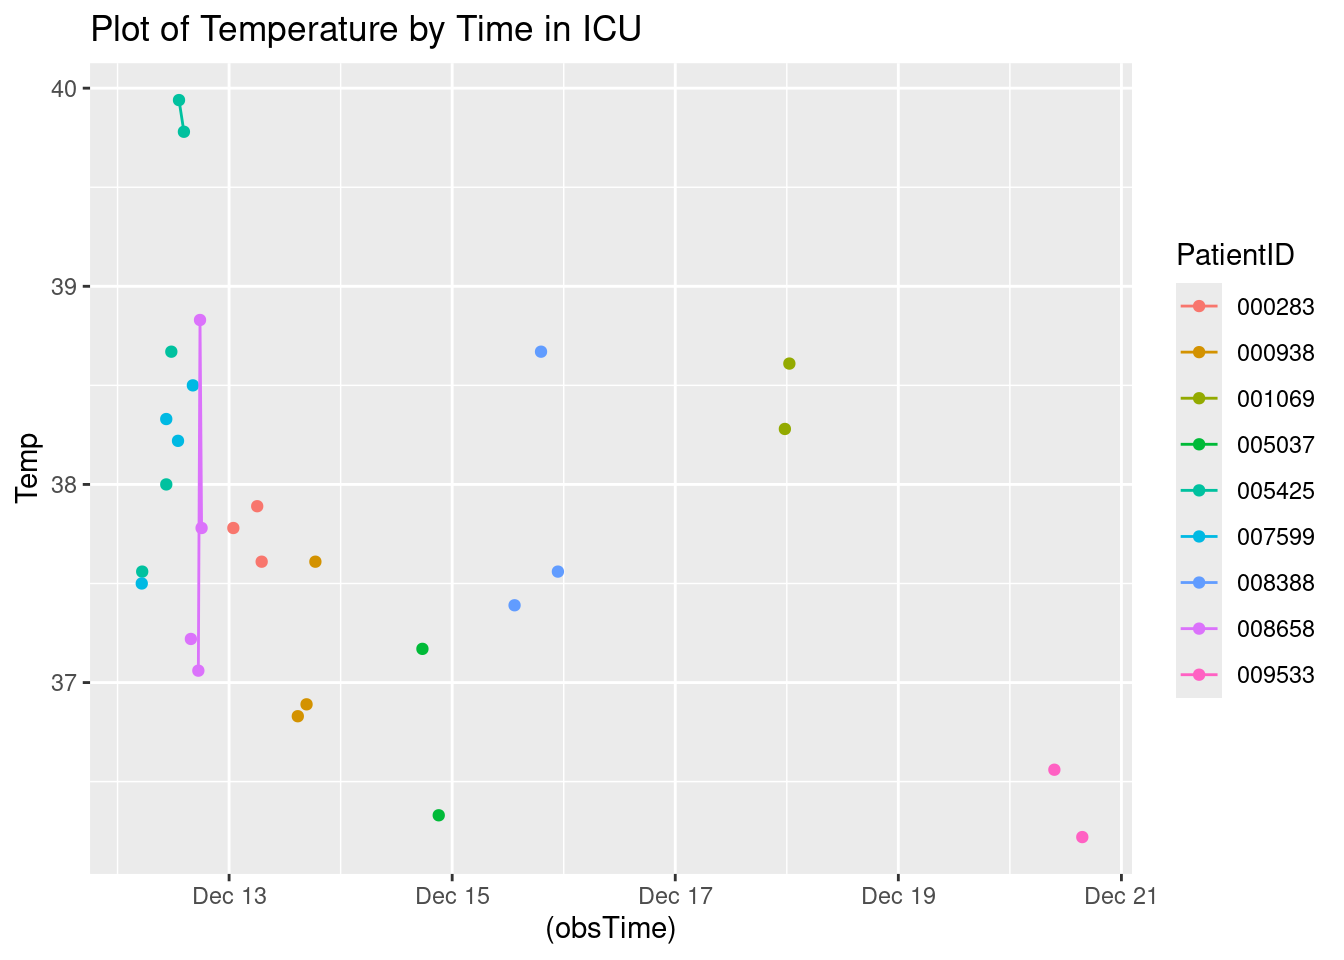 Plot of Temperature by Time in ICU
40
39
38
37
Temp
Dec 13
Dec 15
Dec 17
Dec 19
Dec 21
(obsTime)
PatientID
000283
000938
001069
005037
005425
007599
008388
008658
009533